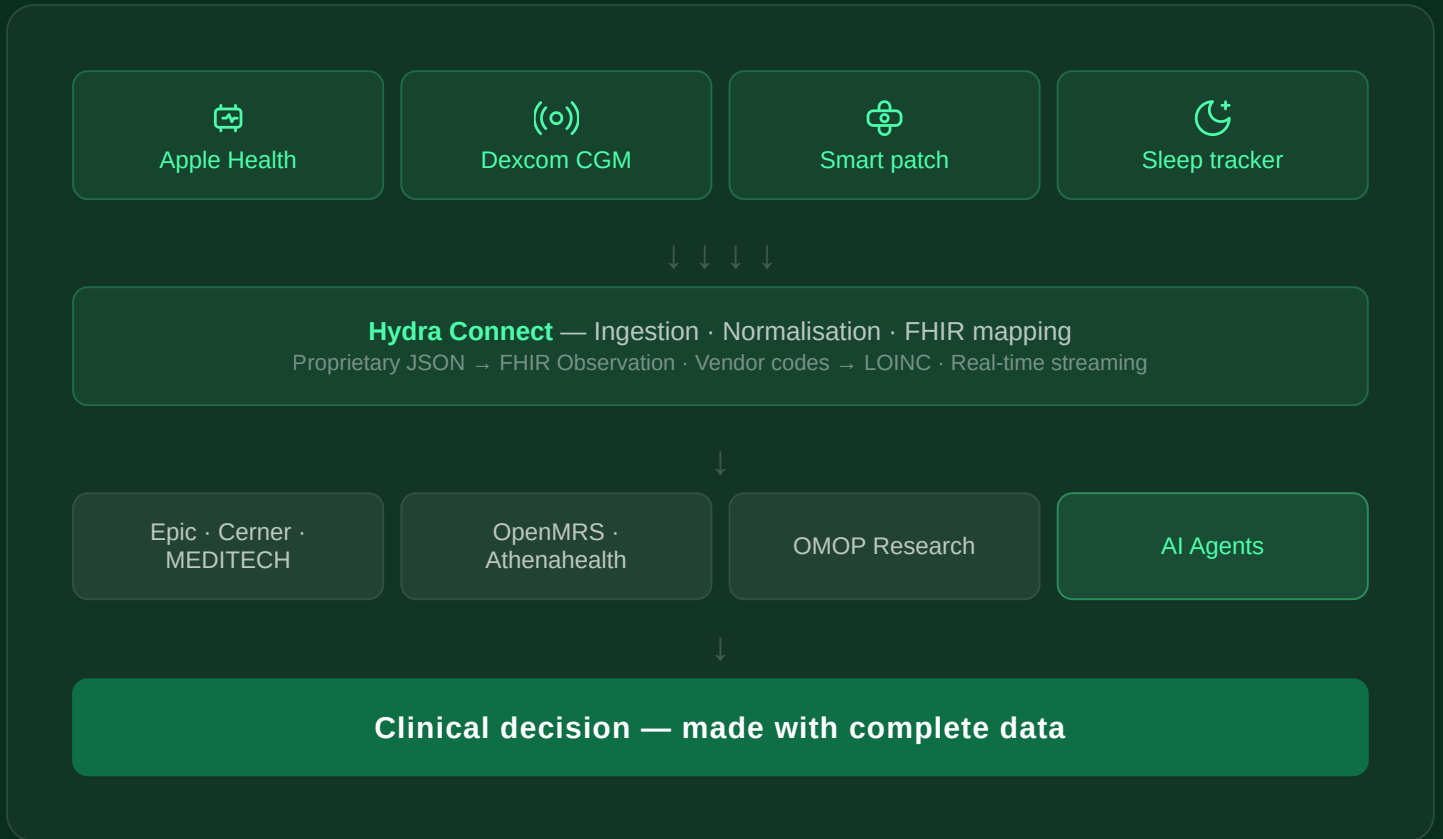 Apple Health
Dexcom CGM
Smart patch
Sleep tracker
↓ ↓ ↓ ↓
Hydra Connect — Ingestion · Normalisation · FHIR mapping
Proprietary JSON → FHIR Observation · Vendor codes → LOINC · Real-time streaming
↓
Epic · Cerner ·
MEDITECH
OpenMRS ·
Athenahealth
OMOP Research
AI Agents
↓
Clinical decision — made with complete data